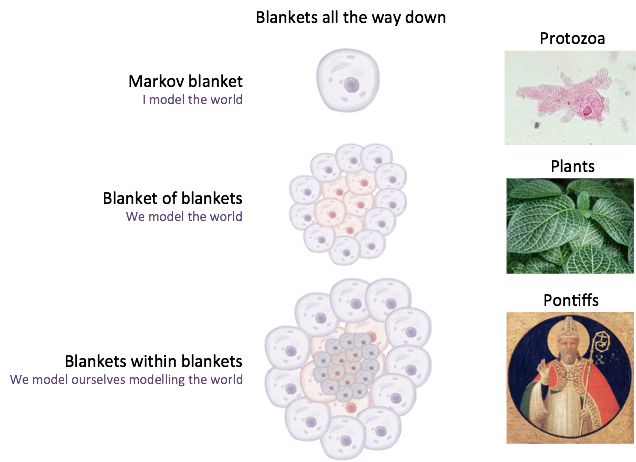 Blankets all the way down
Protozoa
Markov blanket
I model the world
Plants
Blanket of blankets
We model the world
Pontiffs
Blankets within blankets
We model ourselves modelling the world